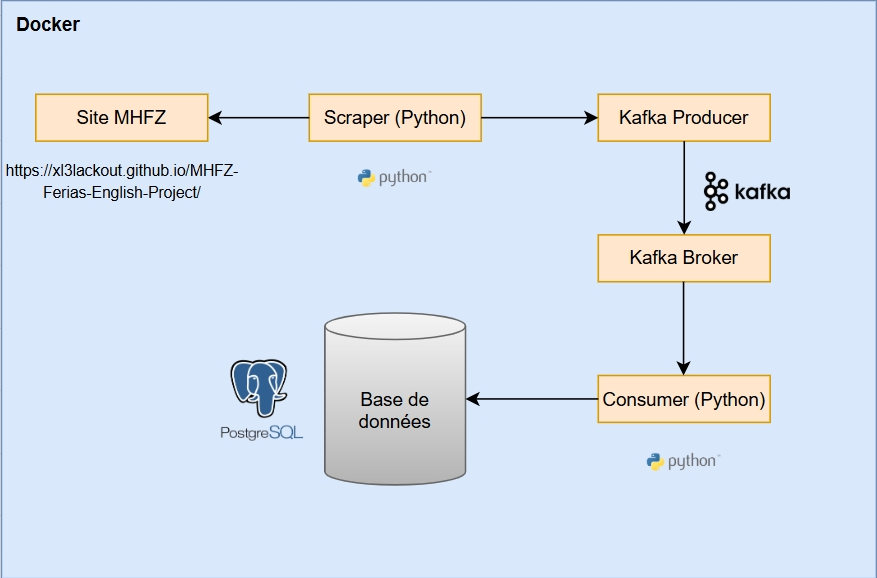 Docker
Site MHFZ
Scraper (Python)
Kafka Producer
https://xl3lackout.github.io/MHFZ-
Ferias-English-Project/
python
kafka
Kafka Broker
Base de
données
PostgreSQL
Consumer (Python)
python